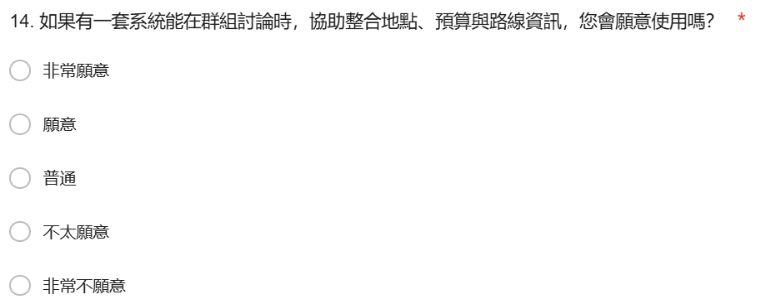 14. 如果有一套系統能在群組討論時，協助整合地點、預算與路線資訊，您會願意使用嗎? *
非常願意
願意
普通
不太願意
非常不願意